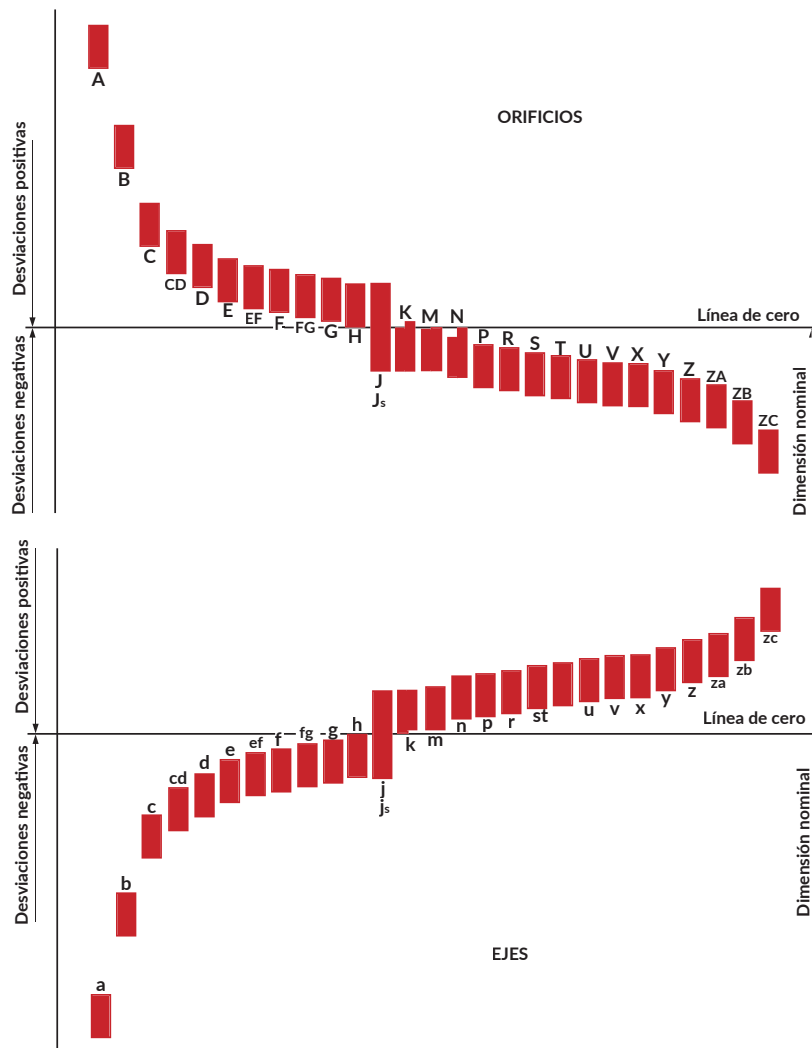 Desviaciones positivas
Desviaciones negativas
ORIFICIOS
A
B
C
CD
D
E
EF
F
FG
G
H
J
Js
K
M
N
P
R
S
T
U
V
X
Y
Z
ZA
ZB
ZC
Línea de cero
Dimensión nominal
Desviaciones positivas
Desviaciones negativas
a
b
c
cd
d
e
ef
f
fg
g
h
j
js
k
m
n
p
r
st
u
v
x
y
z
za
zb
zc
Línea de cero
Dimensión nominal
EJES